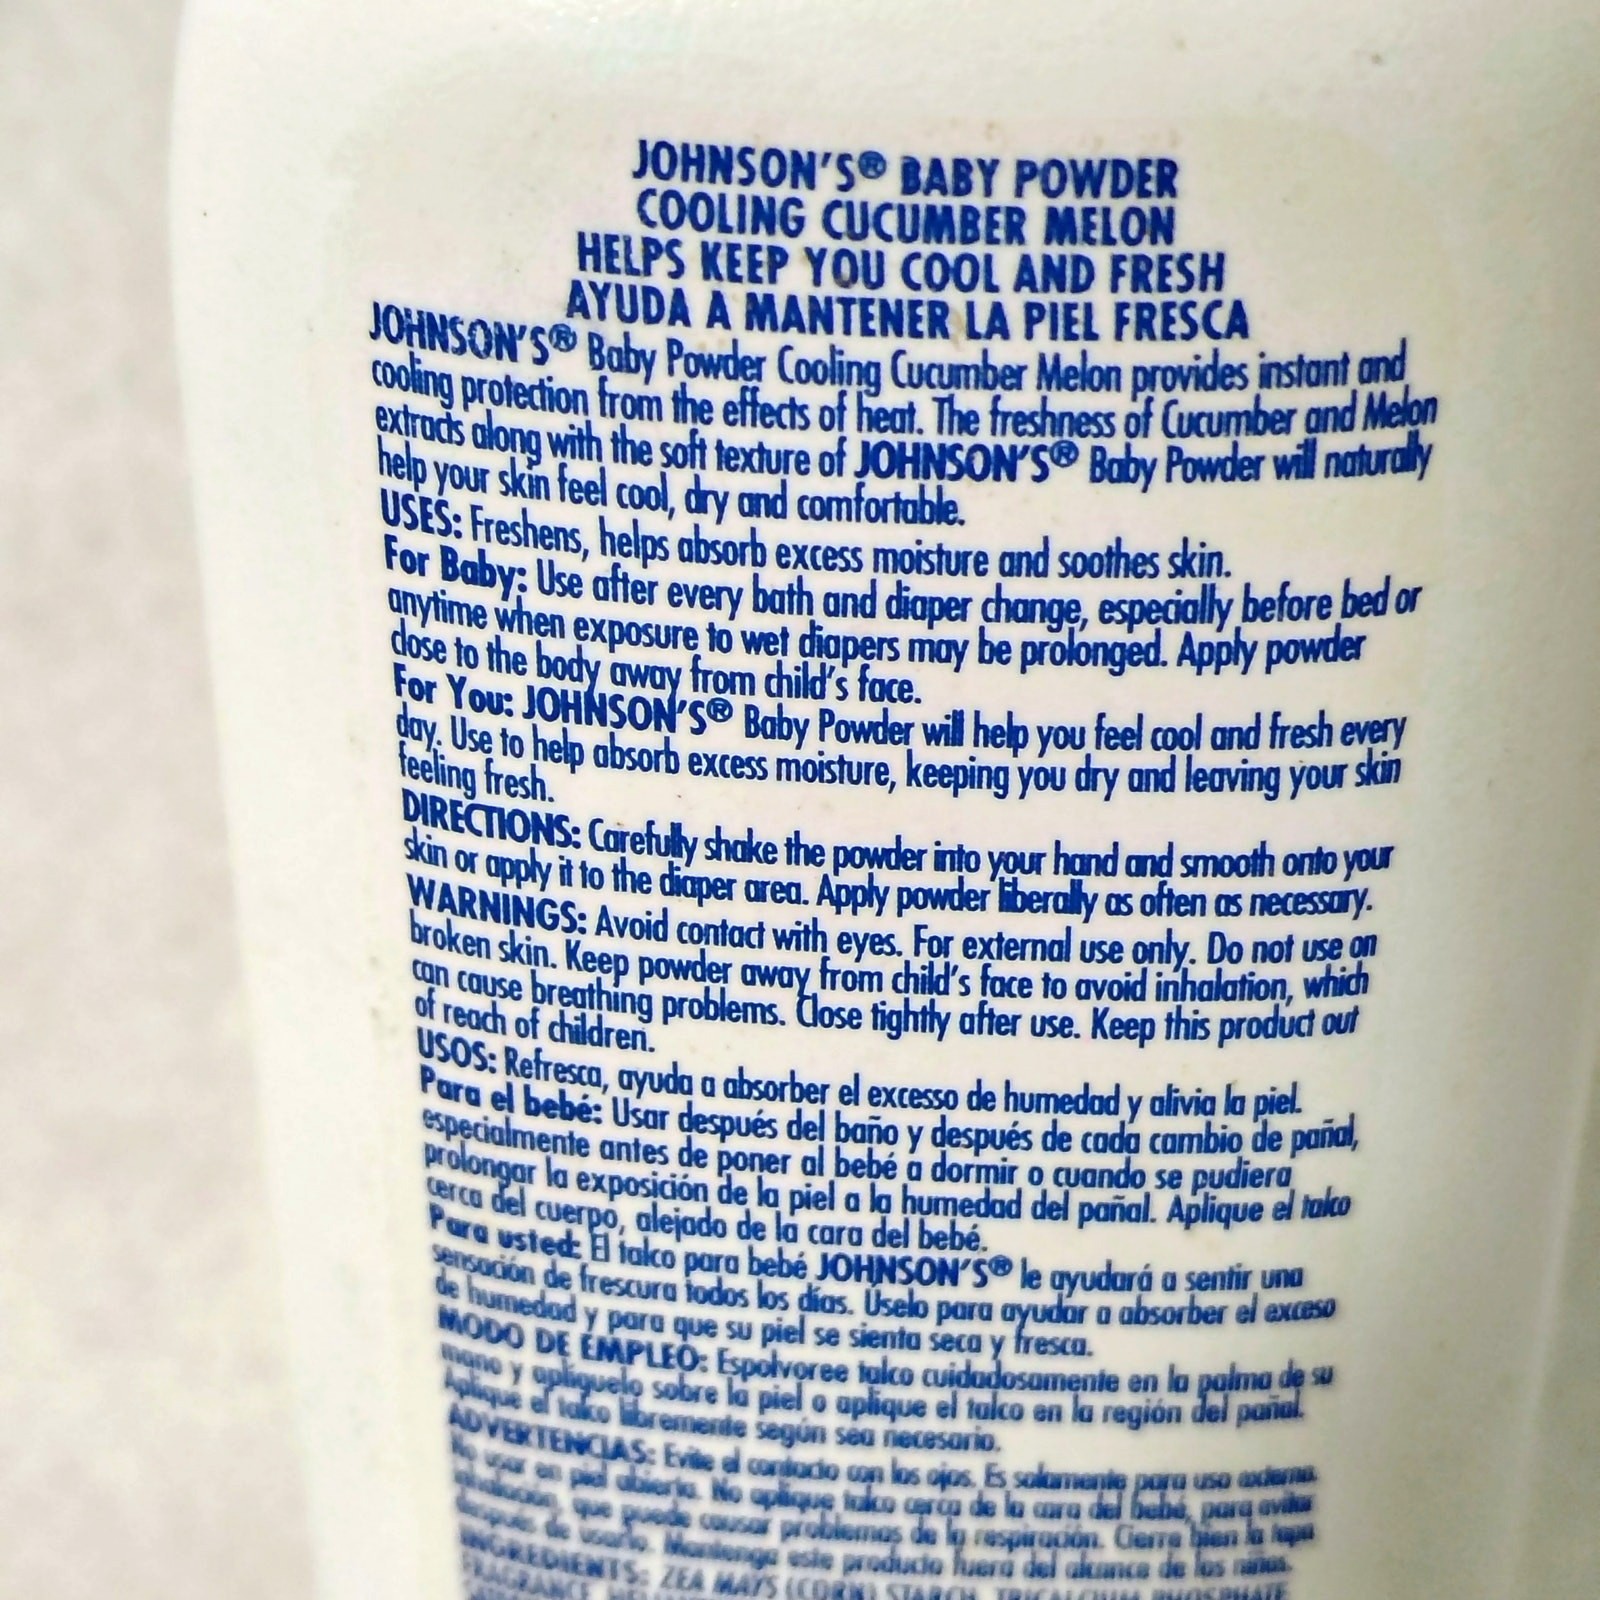 JOHNSON'S® BABY POWDER
COOLING CUCUMBER MELON
HELPS KEEP YOU COOL AND FRESH
AYUDA A MANTENER LA PIEL FRESCA
JOHNSON'S® Baby Powder Cooling Cucumber Melon provides instant and
cooling protection from the effects of heat. The freshness of Cucumber and Melon
extracts along with the soft texture of JOHNSON'S® Baby Powder will naturally
help your skin feel cool, dry and comfortable.
USES: Freshens, helps absorb excess moisture and soothes skin.
For Baby: Use after every bath and diaper change, especially before bed or
anytime when exposure to wet diapers may be prolonged. Apply powder
close to the body away from child's face.
For You: JOHNSON'S® Baby Powder will help you feel cool and fresh every
day. Use to help absorb excess moisture, keeping you dry and leaving your skin
feeling fresh.
DIRECTIONS: Carefully shake the powder into your hand and smooth onto your
skin or apply it to the diaper area. Apply powder liberally as often as necessary.
WARNINGS: Avoid contact with eyes. For external use only. Do not use on
broken skin. Keep powder away from child's face to avoid inhalation, which
can cause breathing problems. Close tightly after use. Keep this product out
of reach of children.
USOS: Refresca, ayuda a absorber el exceso de humedad y alivia la piel.
Para el bebé: Usar después del baño y después de cada cambio de pañal,
especialmente antes de poner al bebé a dormir o cuando se pudiera
prolongar la exposición de la piel a la humedad del pañal. Aplique el talco
cerca del cuerpo, alejado de la cara del bebé.
Para usted: El talco para bebé JOHNSON'S® le ayudará a sentir una
sensación de frescura todos los días. Úselo para ayudar a absorber el exceso
de humedad y para que su piel se sienta seca y fresca.
MODO DE EMPLEO: Espolvoree talco cuidadosamente en la palma de su
mano y aplíquelo sobre la piel o aplique el talco en la región del pañal.
Aplique el talco libremente según sea necesario.
ADVERTENCIAS: Evite el contacto con los ojos. Es solamente para uso externo.
No usar en piel abierta. No aplique talco cerca de la cara del bebé, para evitar
inhalación, que puede causar problemas de la respiración. Cierre bien la tapa
después de usarlo. Mantenga este producto fuera del alcance de los niños.
INGREDIENTS: ZEA MAYS (CORN) STARCH, TRICALCIUM PHOSPHATE,
FRAGRANCE,